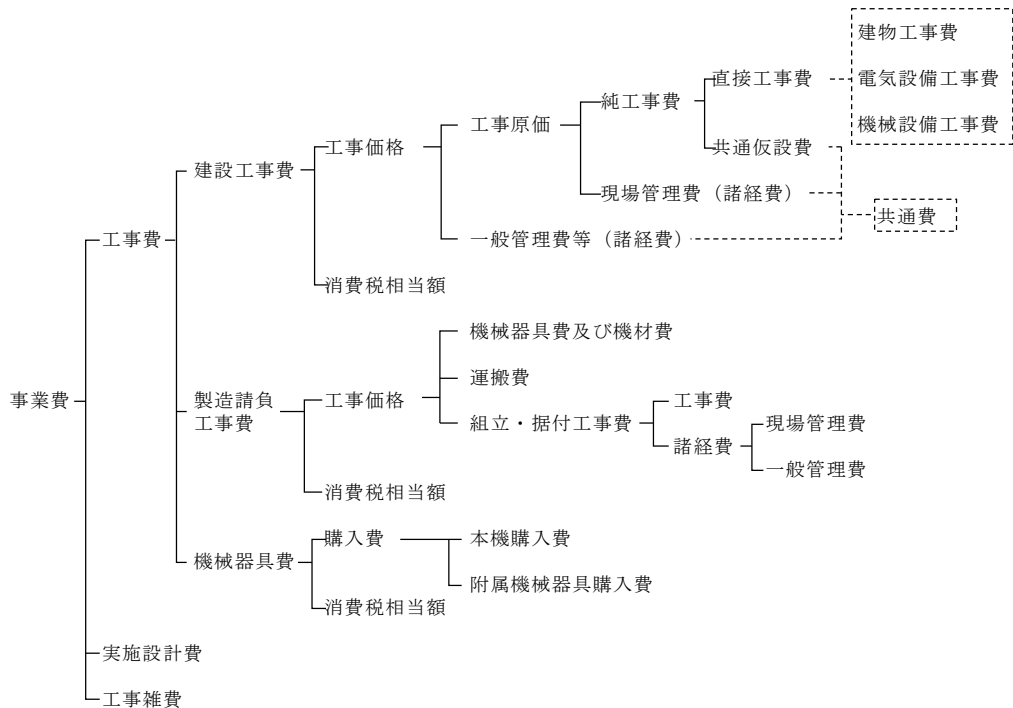 建物工事費
直接工事費
電気設備工事費
純工事費
工事原価
機械設備工事費
工事価格
共通仮設費
建設工事費
現場管理費（諸経費）
共通費
工事費
一般管理費等（諸経費）
消費税相当額
機械器具費及び機材費
運搬費
事業費
製造請負
工事費
工事価格
工事費
組立・据付工事費
現場管理費
諸経費
一般管理費
消費税相当額
購入費
本機購入費
機械器具費
附属機械器具購入費
消費税相当額
実施設計費
工事雑費